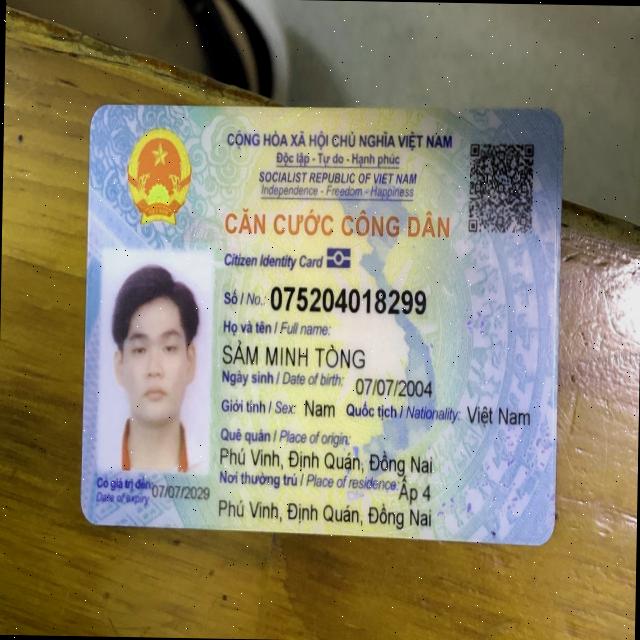 CỘNG HÒA XÃ HỘI CHỦ NGHĨA VIỆT NAM
Độc lập - Tự do - Hạnh phúc
SOCIALIST REPUBLIC OF VIET NAM
Independence - Freedom - Happiness
CĂN CƯỚC CÔNG DÂN
Citizen Identity Card
Số / No.: 075204018299
Họ và tên / Full name:
SẢM MINH TÒNG
Ngày sinh / Date of birth: 07/07/2004
Giới tính / Sex: Nam Quốc tịch / Nationality: Việt Nam
Quê quán / Place of origin:
Phú Vinh, Định Quán, Đồng Nai
Nơi thường trú / Place of residence: Ấp 4
Phú Vinh, Định Quán, Đồng Nai
Có giá trị đến: 07/07/2029
Date of expiry